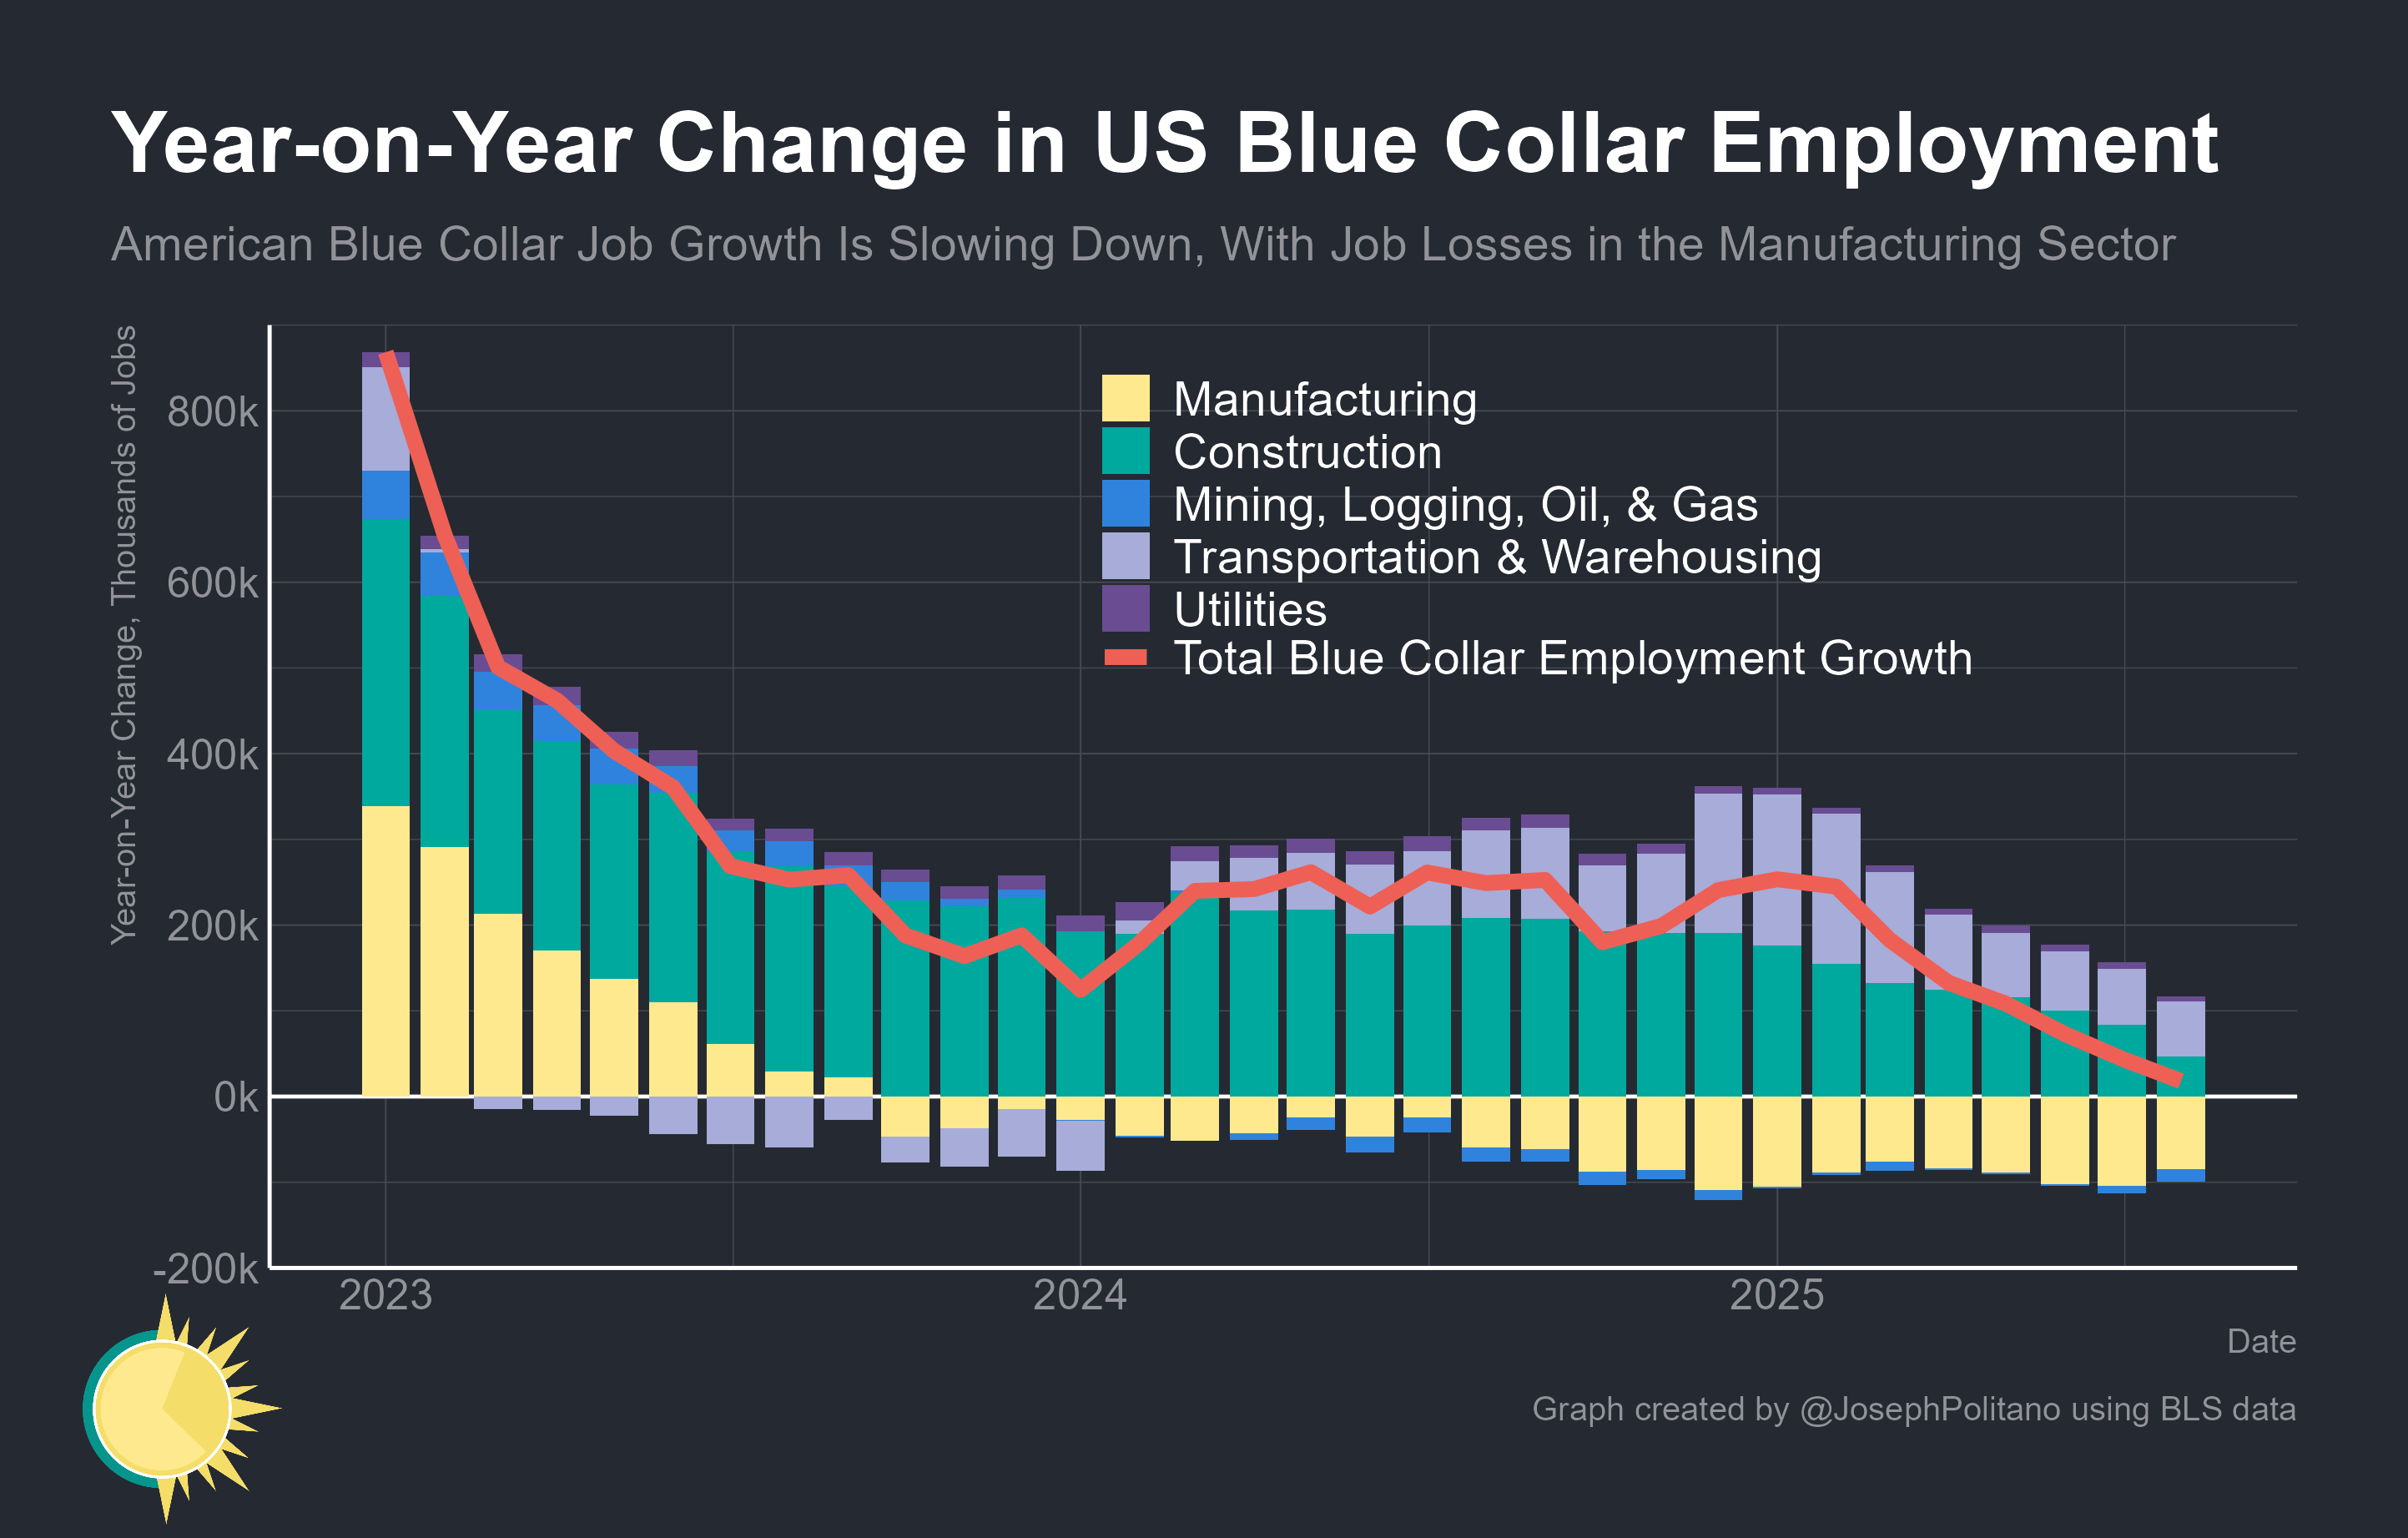 Year-on-Year Change in US Blue Collar Employment
American Blue Collar Job Growth Is Slowing Down, With Job Losses in the Manufacturing Sector
Year-on-Year Change, Thousands of Jobs
800k
600k
400k
200k
0k
-200k
Manufacturing
Construction
Mining, Logging, Oil, & Gas
Transportation & Warehousing
Utilities
Total Blue Collar Employment Growth
2023
2024
2025
Date
Graph created by @JosephPolitano using BLS data